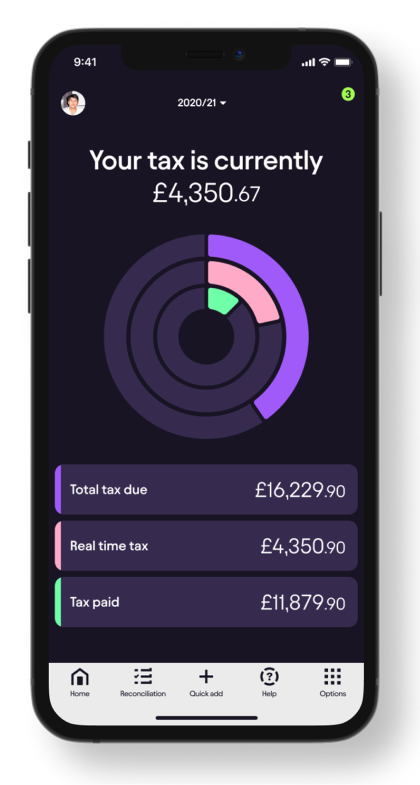 9:41
2020/21
3
Your tax is currently
£4,350.67
Total tax due £16,229.90
Real time tax £4,350.90
Tax paid £11,879.90
Home Reconciliation Quick add Help Options